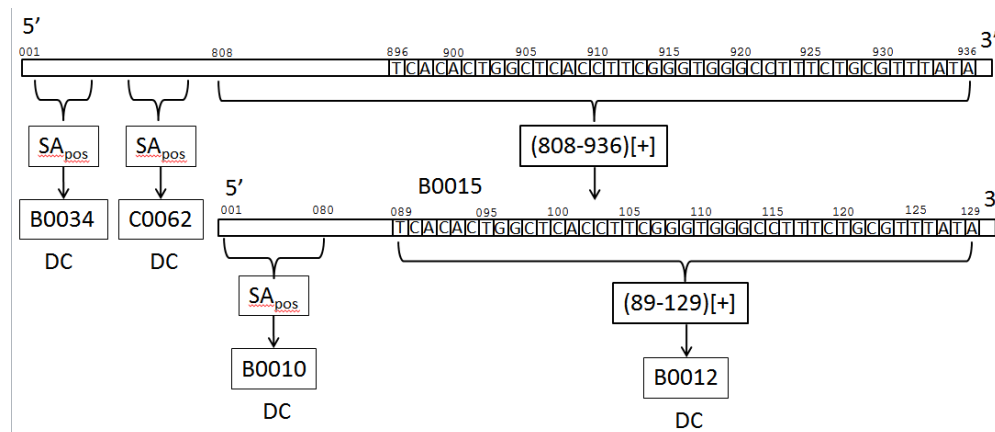 5’
3’
001 808 896 900 905 910 915 920 925 930 936
TCACACTGGCTCACCTTCGGGTGGGCCTTTCTGCGTTTATA
SApos SApos (808-936)[+]
B0034 C0062
DC DC
5’ B0015 3’
001 080 089 095 100 105 110 115 120 125 129
TCACACTGGCTCACCTTCGGGTGGGCCTTTCTGCGTTTATA
SApos (89-129)[+]
B0010 B0012
DC DC